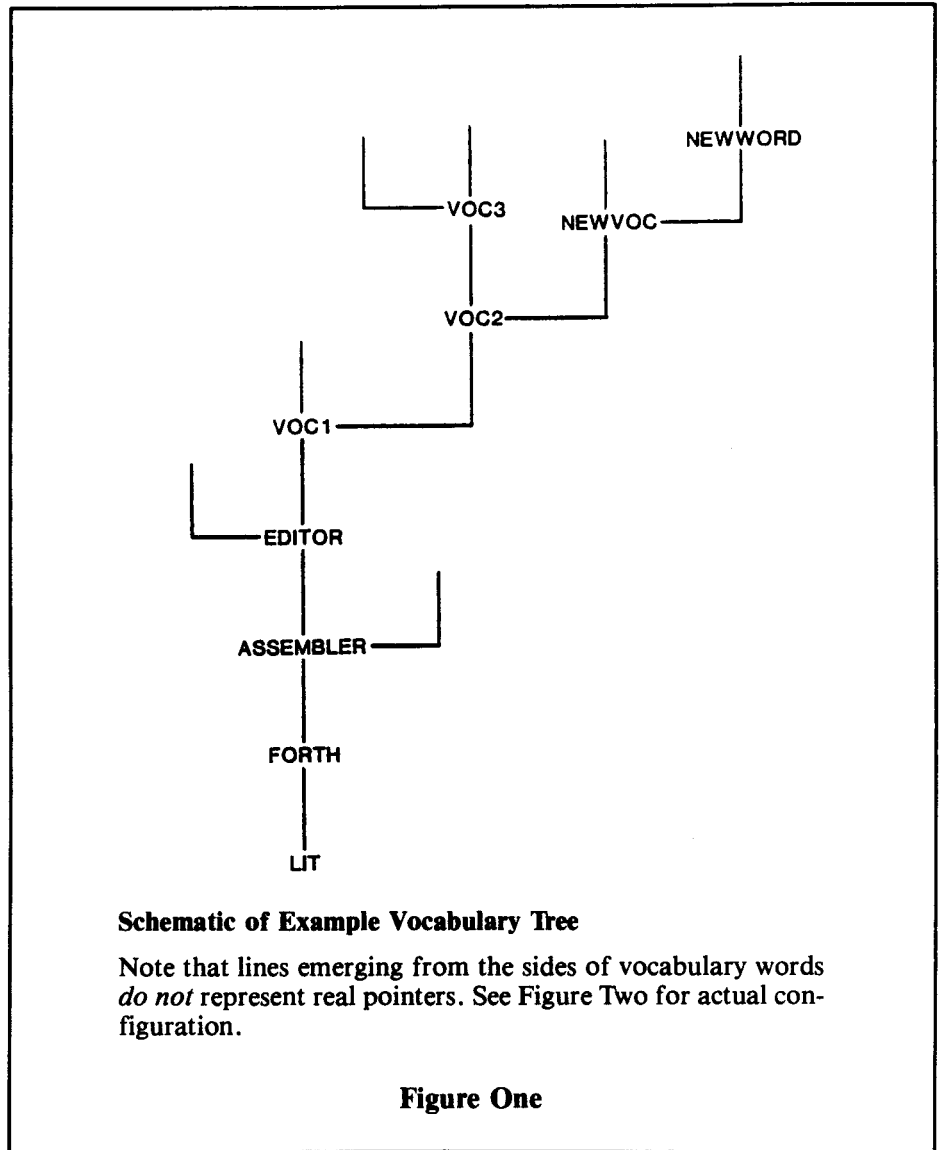 NEWWORD
VOC3
NEWVOC
VOC2
VOC1
EDITOR
ASSEMBLER
FORTH
LIT
Schematic of Example Vocabulary Tree
Note that lines emerging from the sides of vocabulary words
do not represent real pointers. See Figure Two for actual con-
figuration.
Figure One